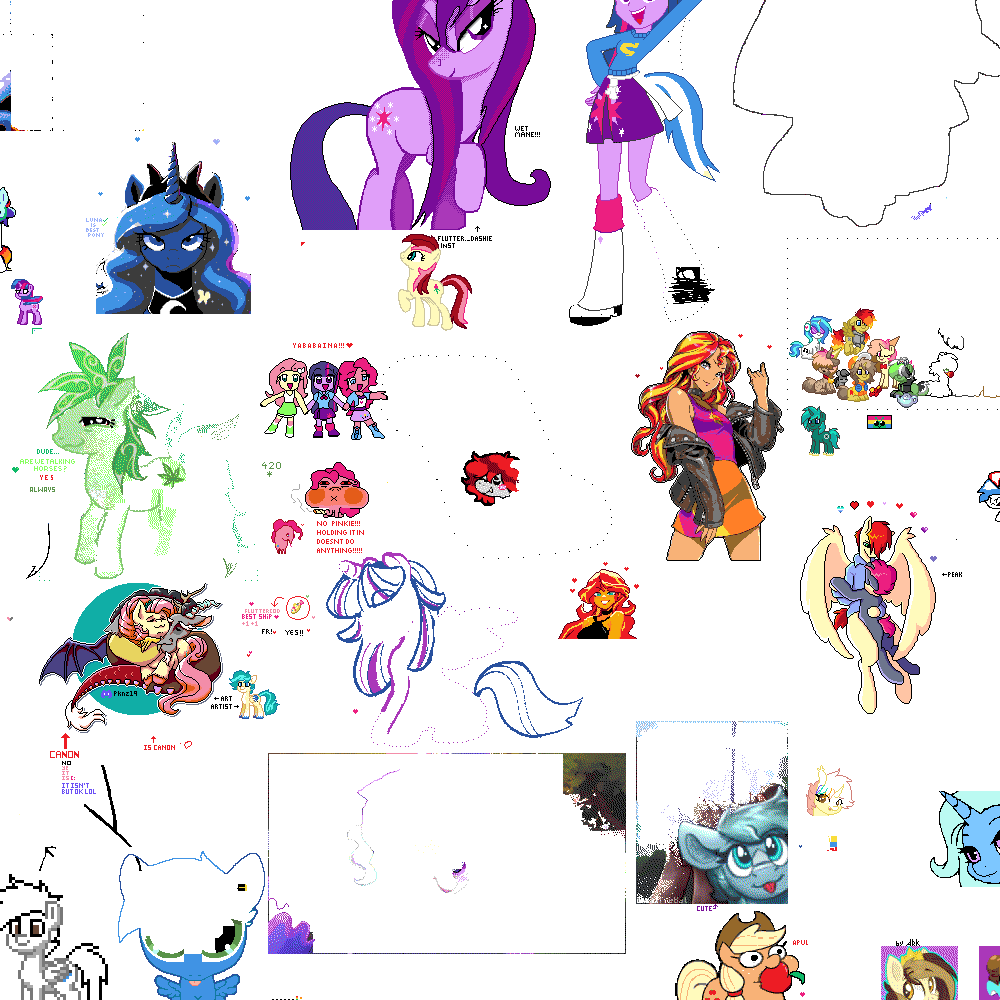 WET
MANE!!!
LUNA
IS
BEST
PONY
FLUTTER...DASHIE
INST
YABABAINA!!!
DUDE...
ARE WE TALKING
HORSES?
YES
ALWAYS
420
NO PINKIE!!!
HOLDING IT IN
DOESNT DO
ANYTHING!!!!!
←PEAK
FLUTTERCORD
BEST SHIP
+1+1
FR!
YES!!
Pknz19
←ART
ARTIST→
IS CANON
CANON
NO
IT
IS
IT ISN'T
BUT OK LOL
CUTE
APUL
by dbk